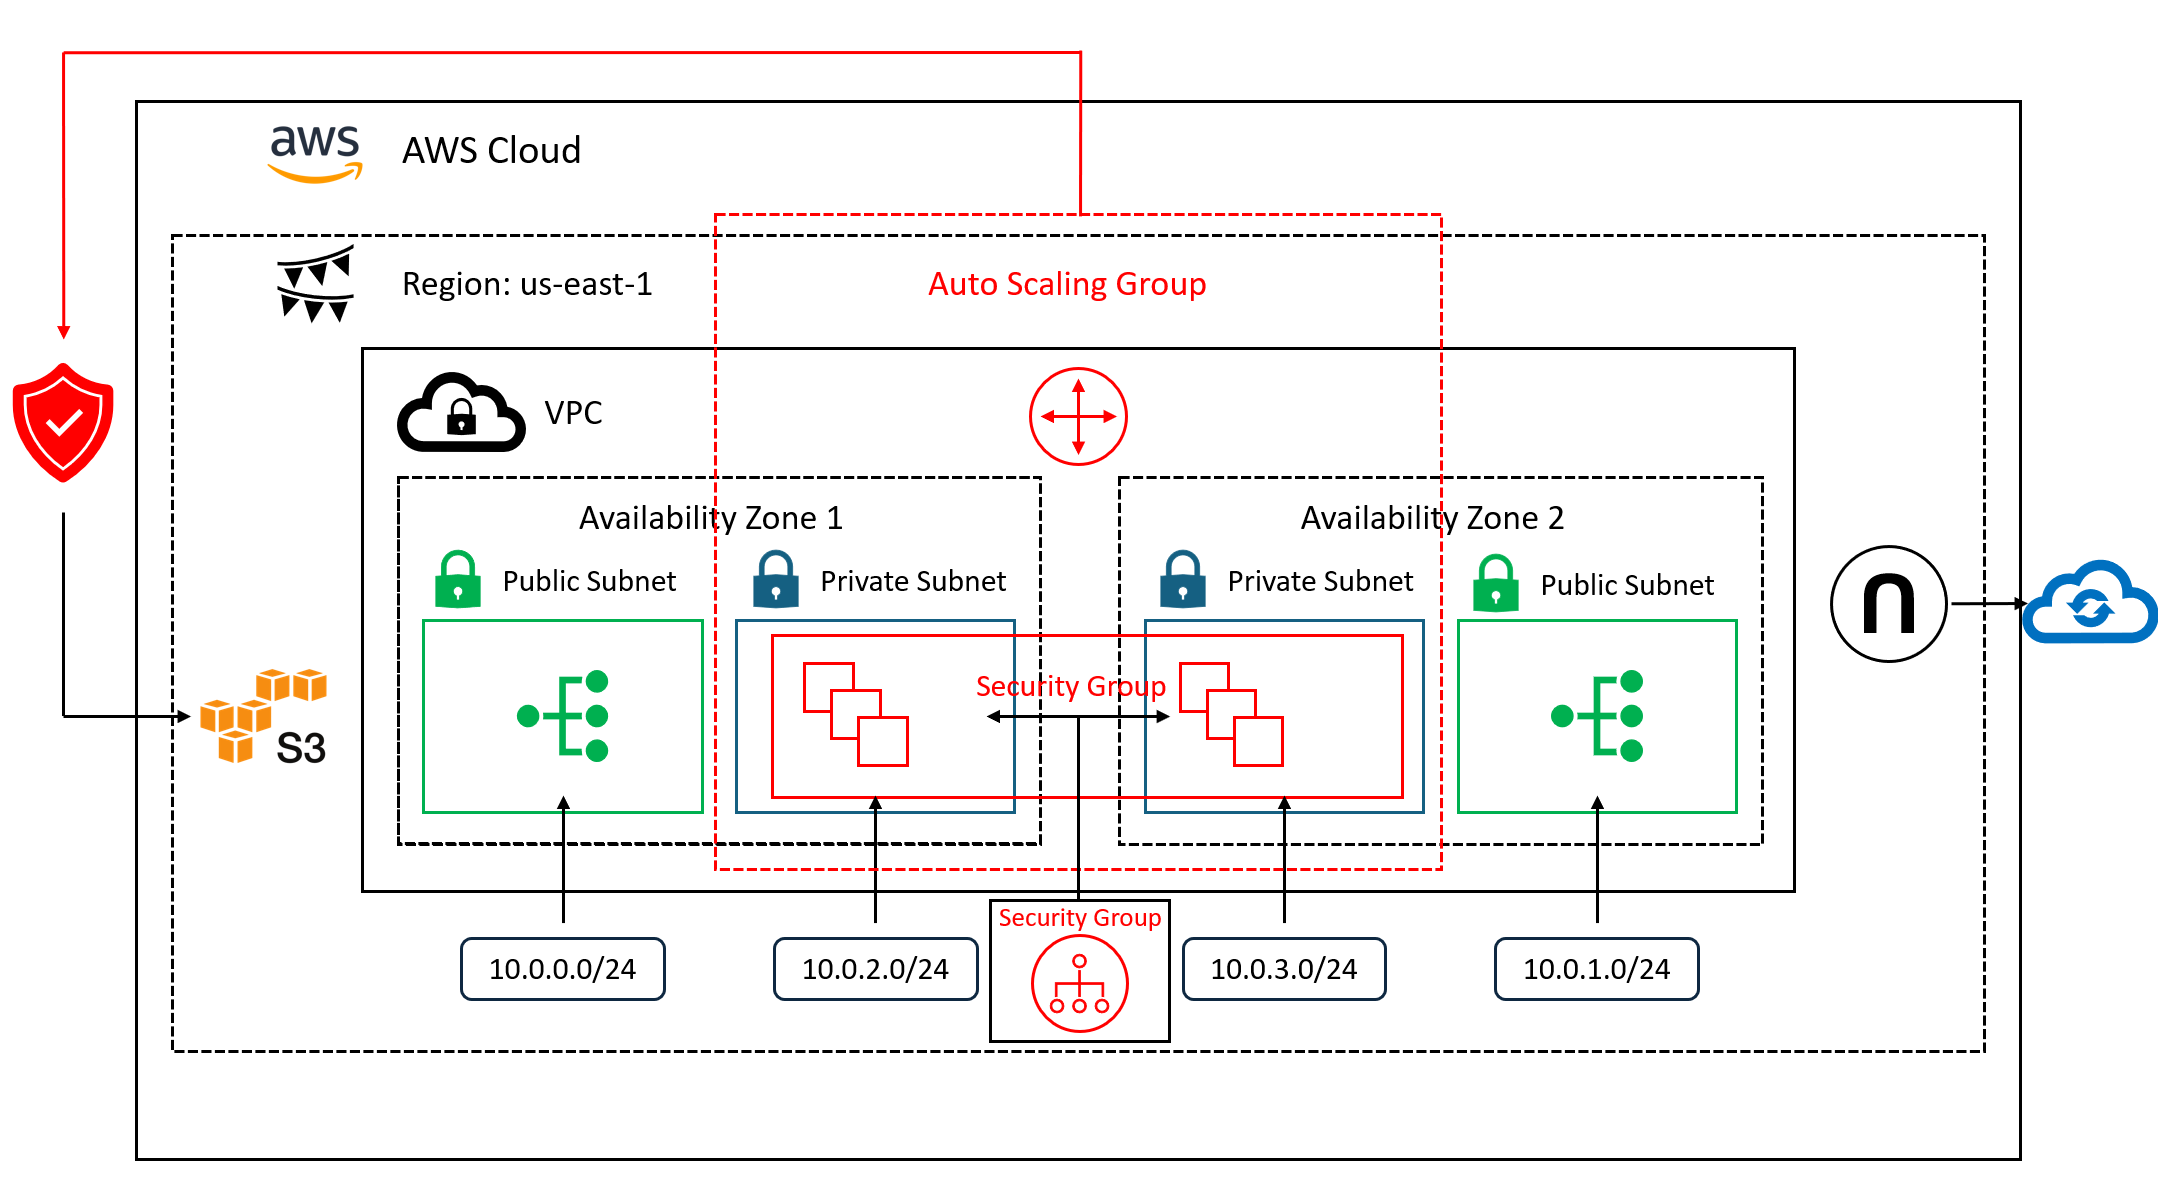 aws
AWS Cloud
Region: us-east-1
Auto Scaling Group
VPC
Availability Zone 1
Availability Zone 2
Public Subnet
Private Subnet
Private Subnet
Public Subnet
n
Security Group
S3
Security Group
10.0.0.0/24
10.0.2.0/24
10.0.3.0/24
10.0.1.0/24